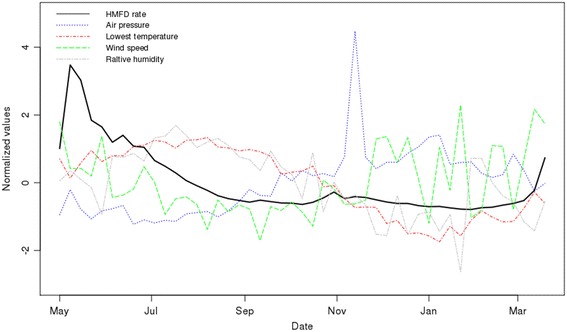 HMFD rate
Air pressure
Lowest temperature
Wind speed
Raltive humidity
Normalized values
4
2
0
-2
May
Jul
Sep
Nov
Jan
Mar
Date